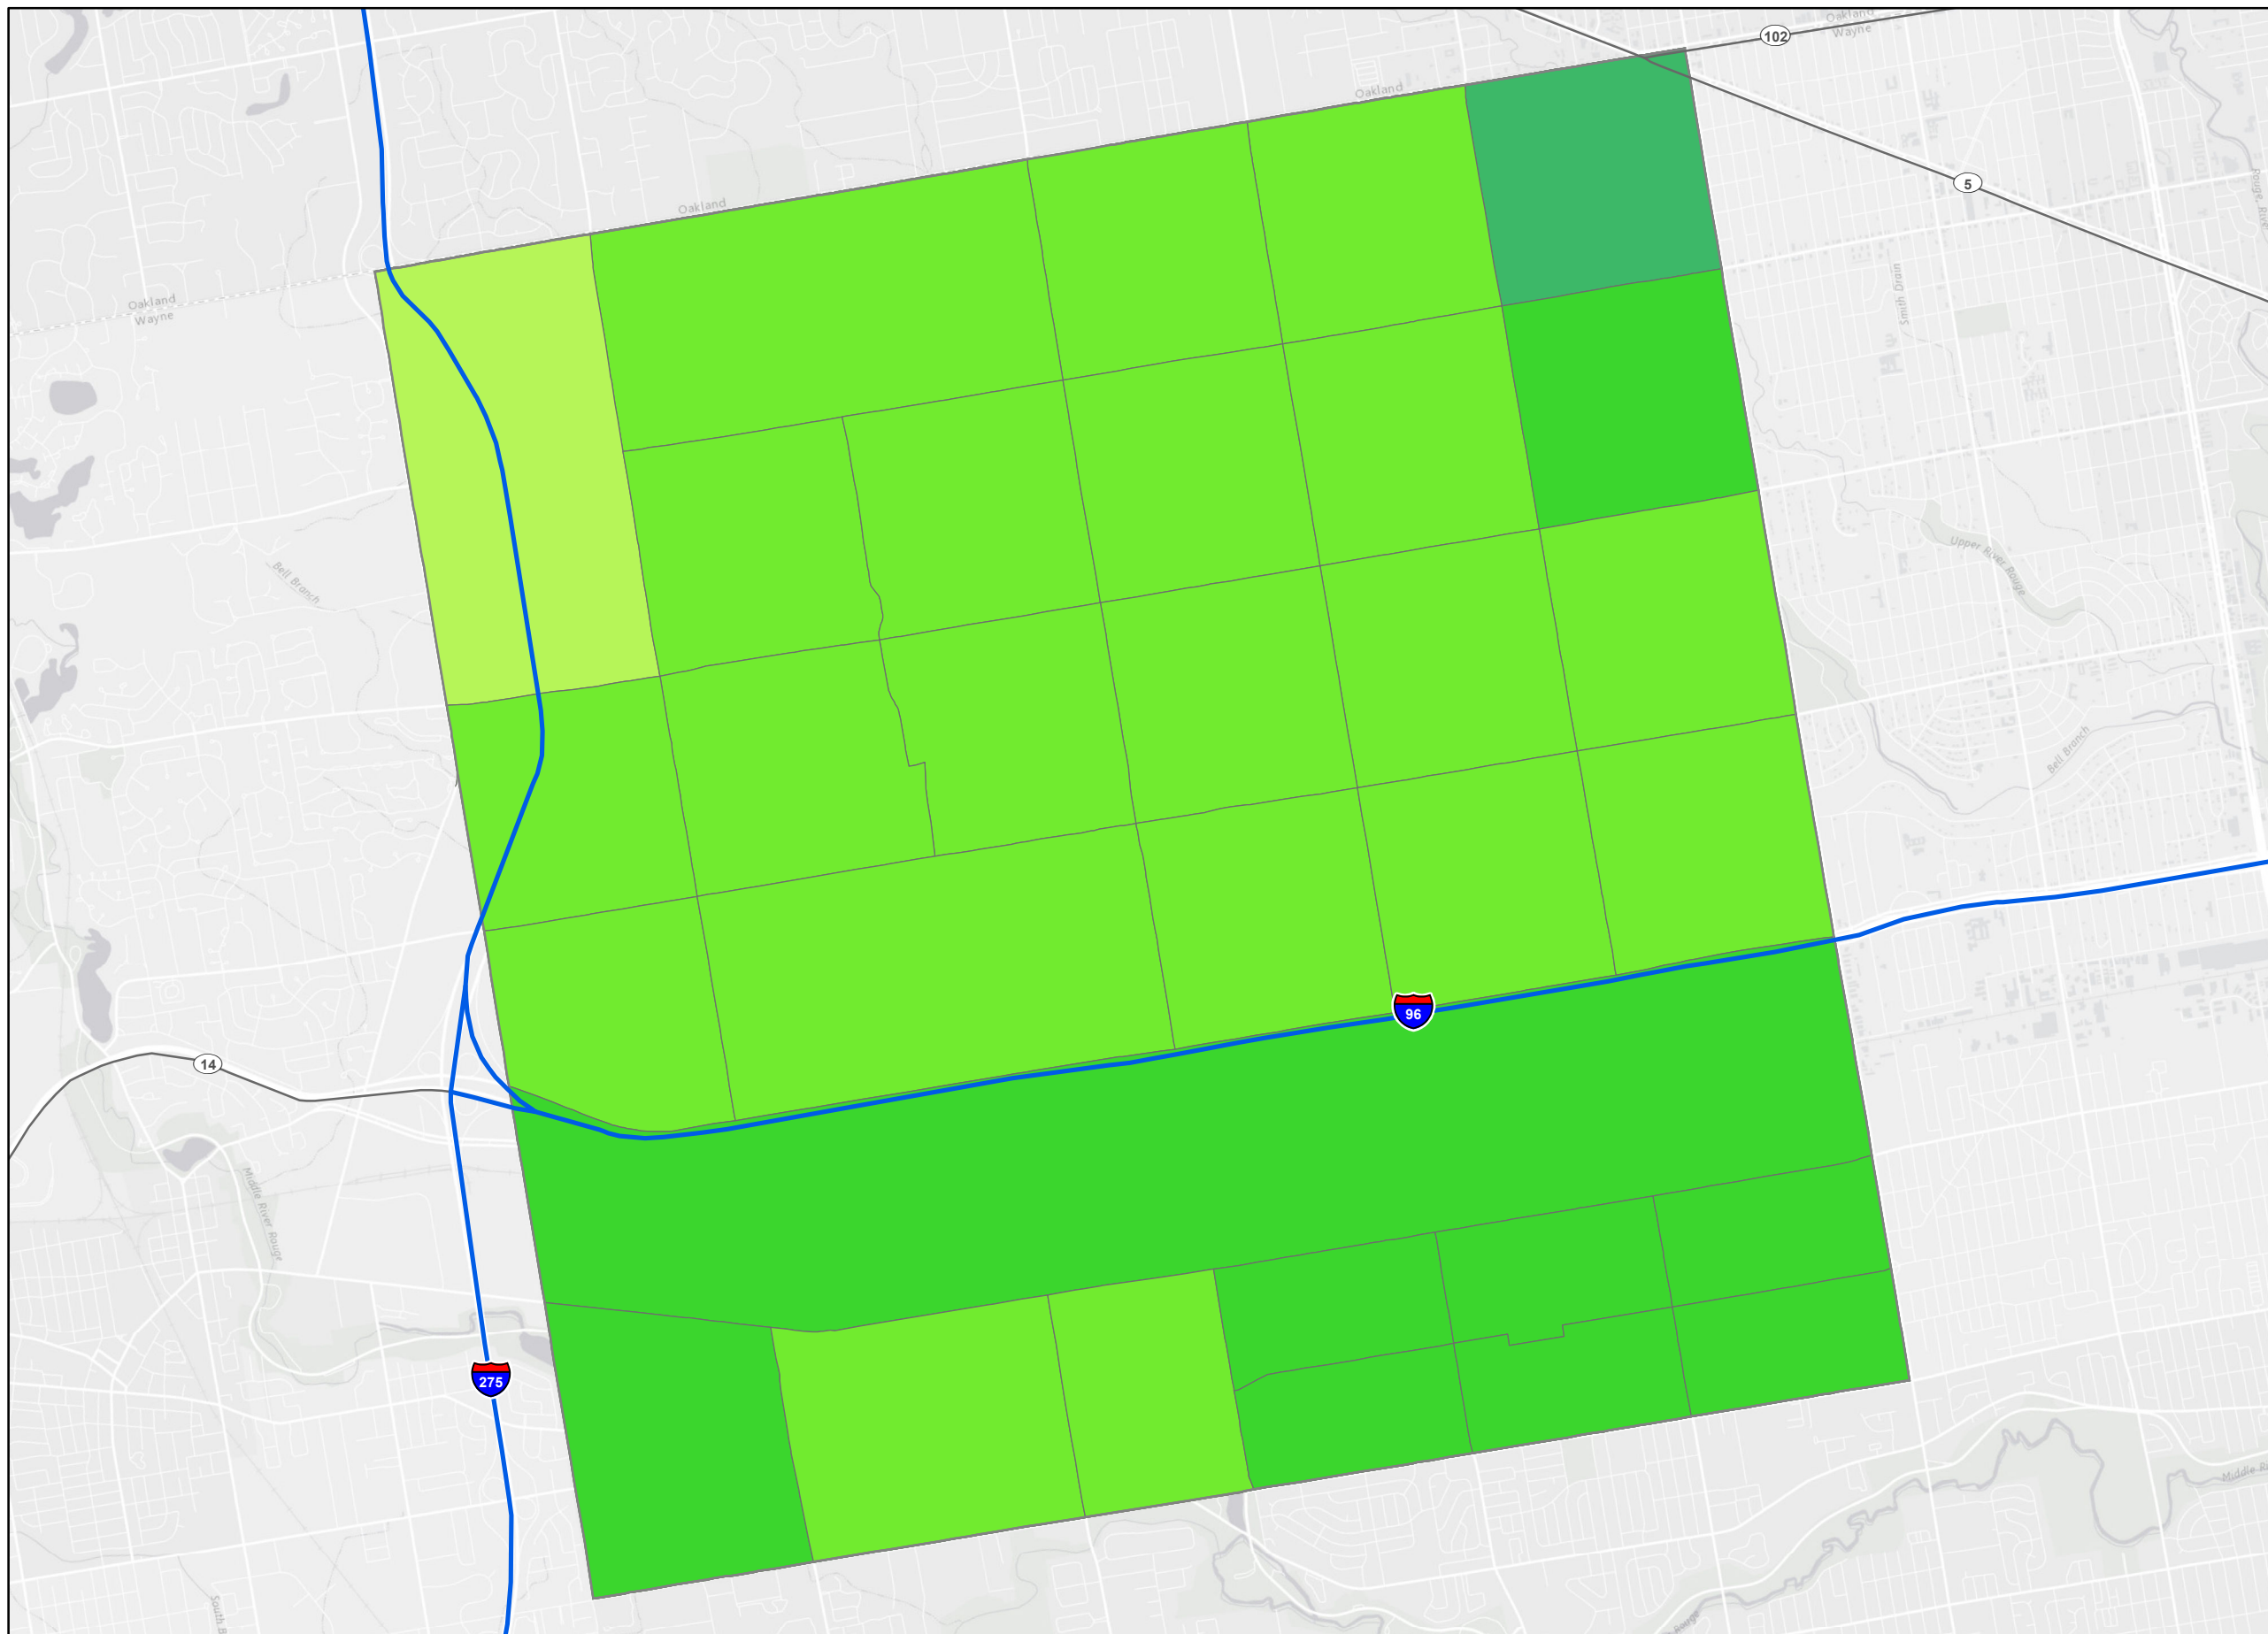 Oakland
Wayne
102
Oakland
5
Oakland
Smith Drain
Oakland
Wayne
Upper River Rouge
Bell Branch
Bell Branch
96
14
Middle River Rouge
275